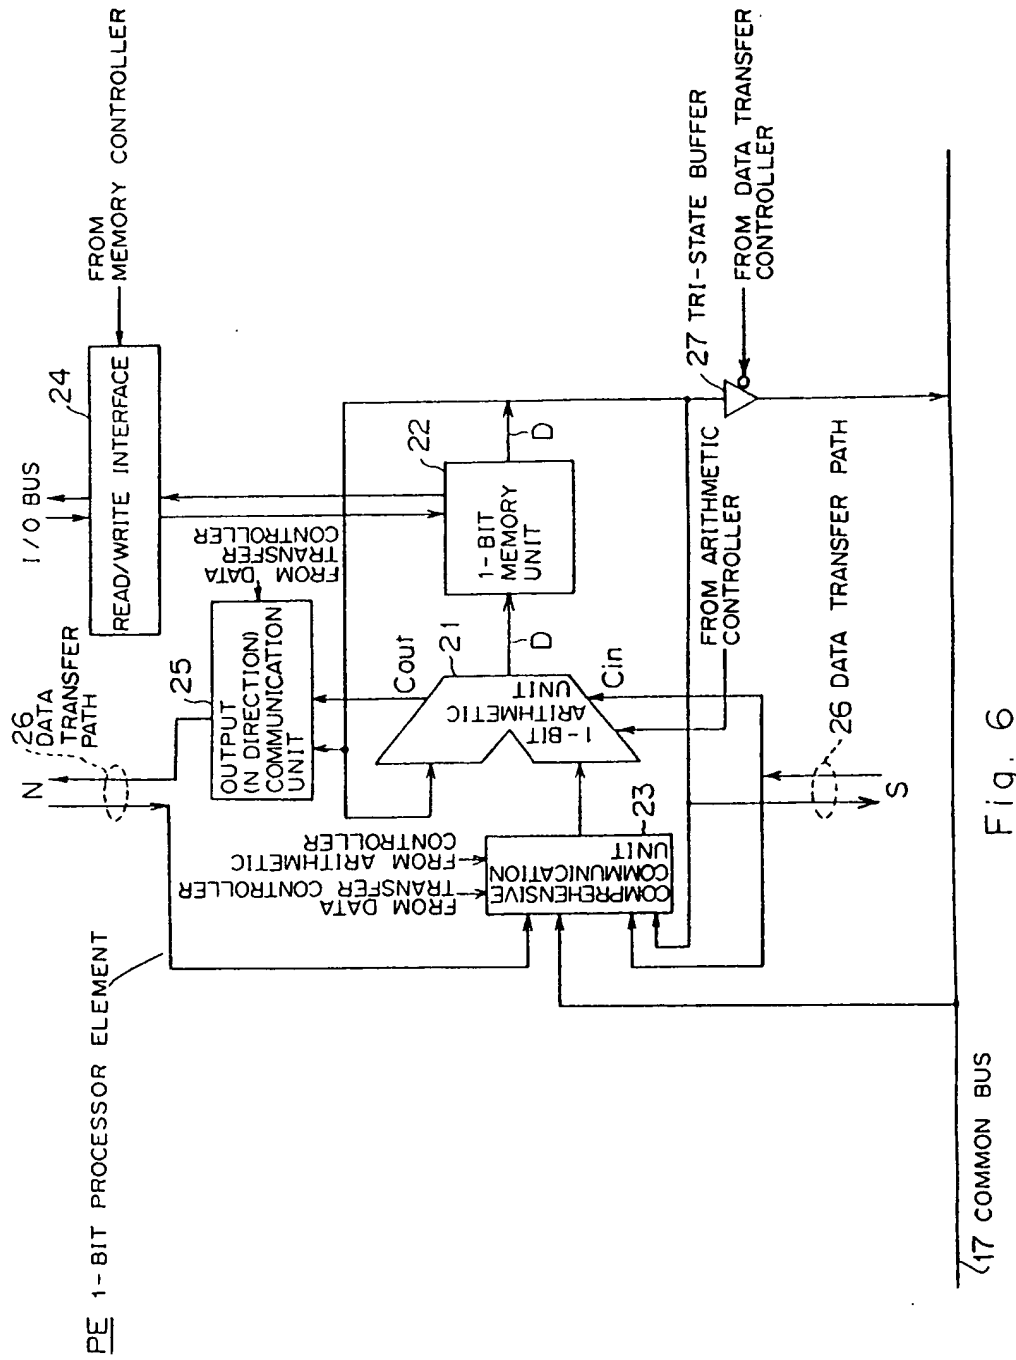 PE 1-BIT PROCESSOR ELEMENT
N
26
DATA
TRANSFER
PATH
I/O BUS
24
READ/WRITE INTERFACE
FROM
MEMORY CONTROLLER
25
OUTPUT
(N DIRECTION)
COMMUNICATION
UNIT
FROM DATA
TRANSFER
CONTROLLER
Cout
21
1-BIT
ARITHMETIC
UNIT
D
22
1-BIT
MEMORY
UNIT
D
Cin
FROM DATA
TRANSFER CONTROLLER
FROM ARITHMETIC
CONTROLLER
COMPREHENSIVE
COMMUNICATION
UNIT
23
FROM ARITHMETIC
CONTROLLER
27 TRI-STATE BUFFER
FROM DATA TRANSFER
CONTROLLER
S
26 DATA TRANSFER PATH
17 COMMON BUS
Fig. 6